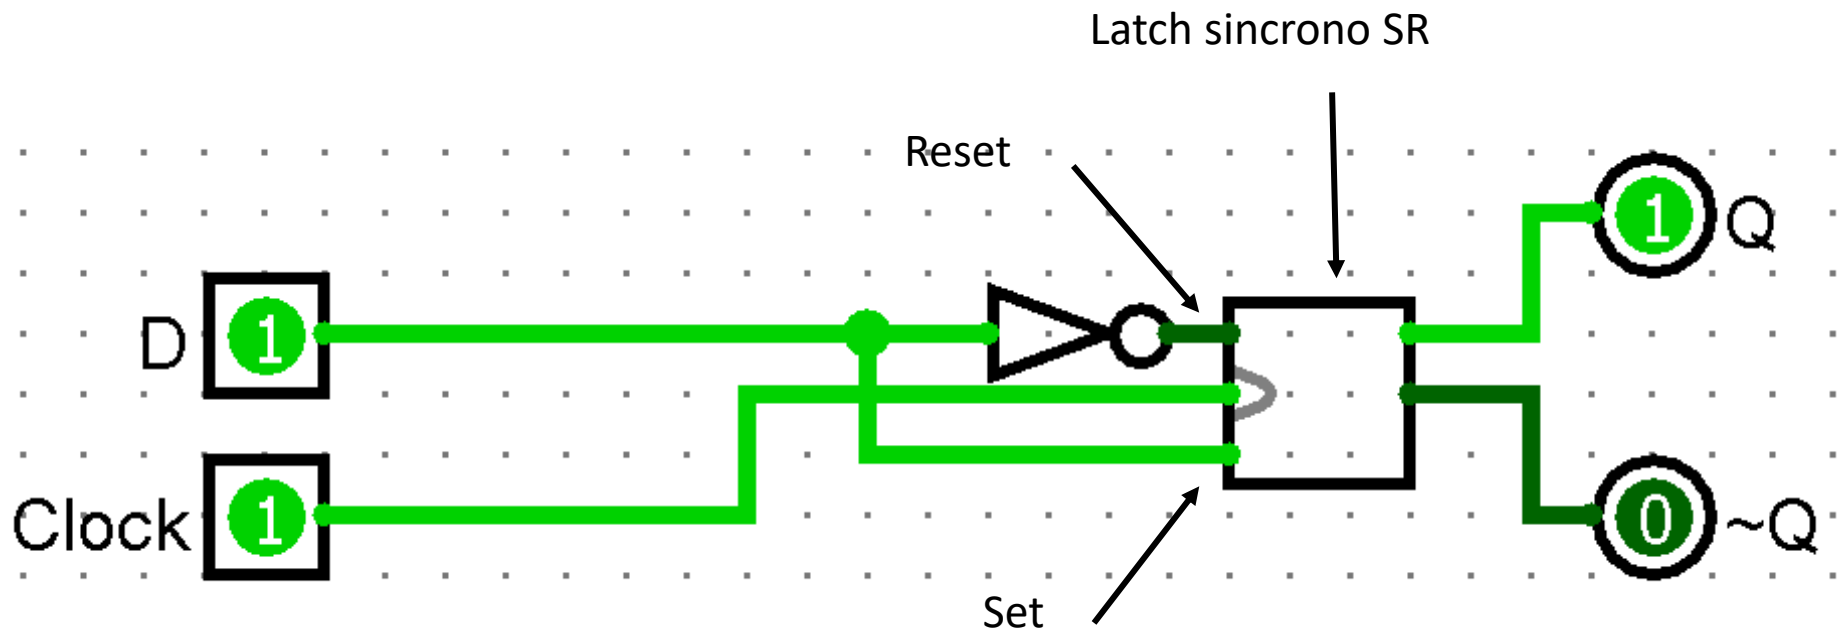 Latch sincrono SR
Reset
1
Q
D
1
Clock
1
0
~Q
Set